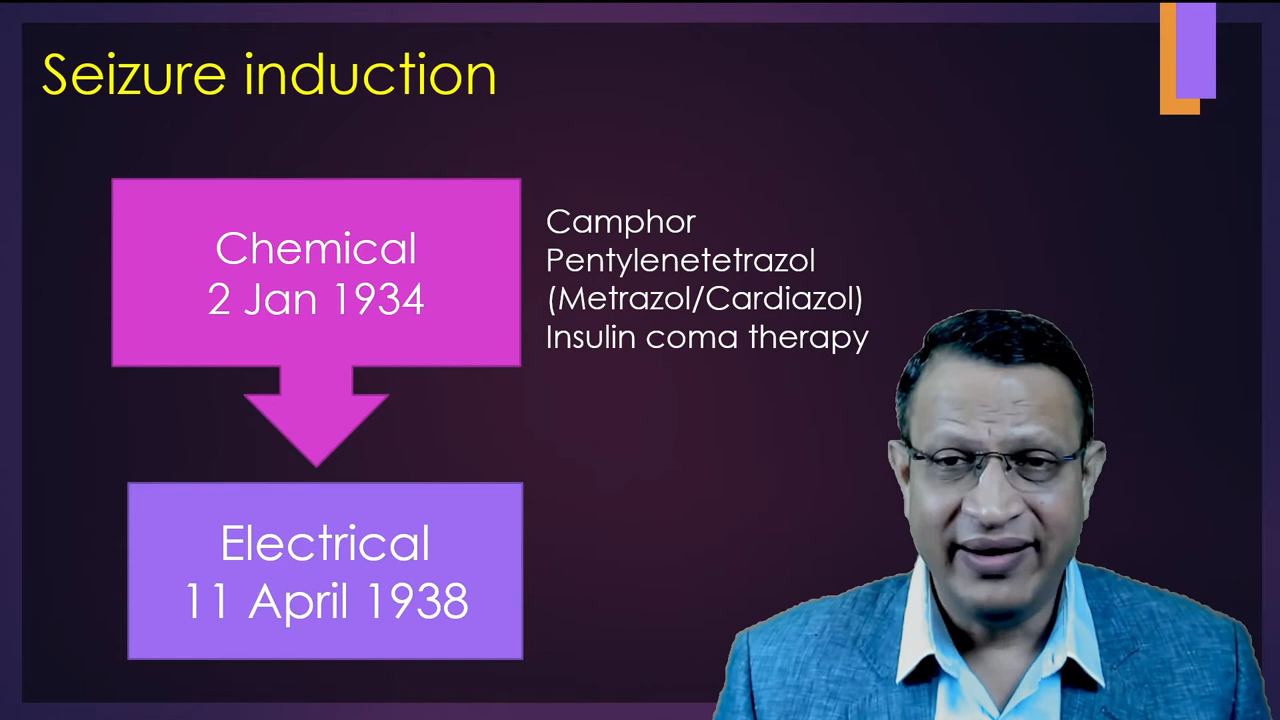 Seizure induction
Chemical
2 Jan 1934
Camphor
Pentylenetetrazol
(Metrazol/Cardiazol)
Insulin coma therapy
Electrical
11 April 1938